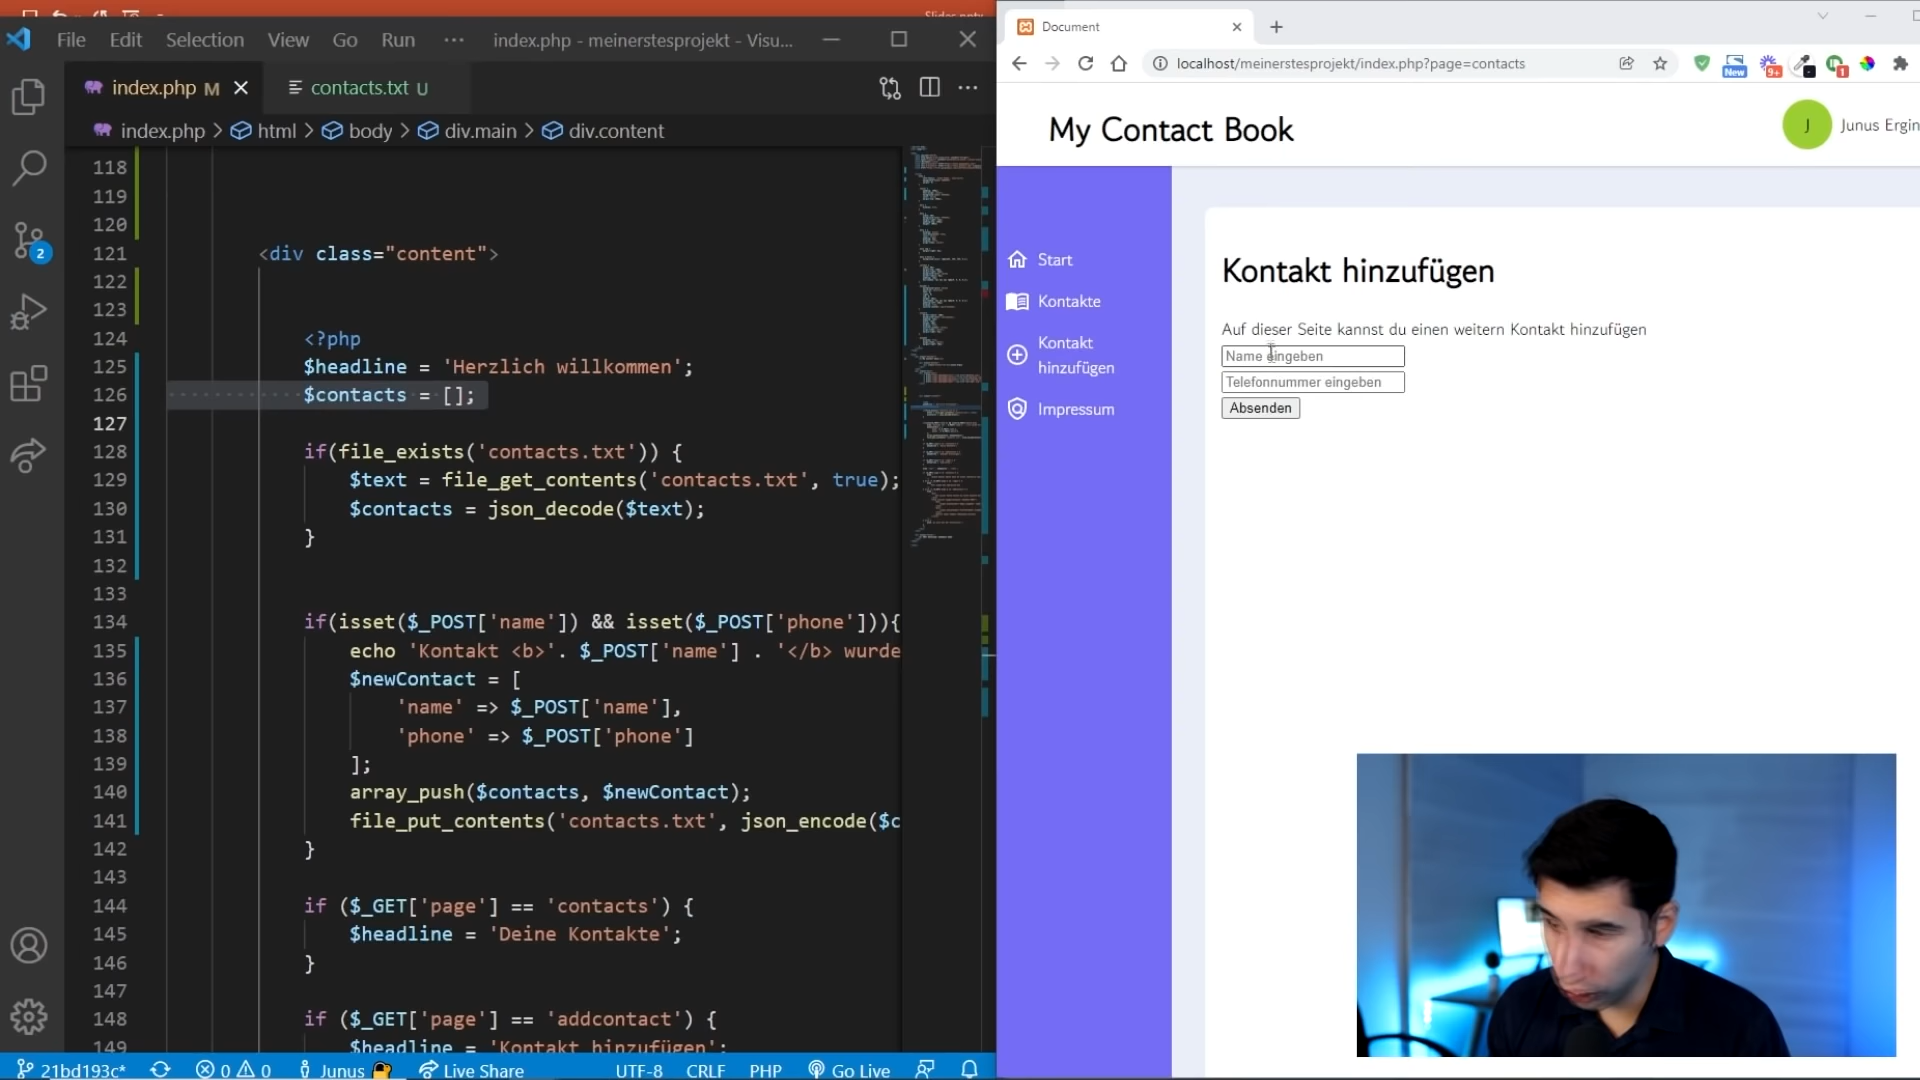 File Edit Selection View Go Run ··· index.php - meinerstesprojekt - Visu...
index.php M
contacts.txt U
index.php > html > body > div.main > div.content
118
119
120
121 <div class="content">
122
123
124 <?php
125 $headline = 'Herzlich willkommen';
126 $contacts = [];
127
128 if(file_exists('contacts.txt')) {
129 $text = file_get_contents('contacts.txt', true);
130 $contacts = json_decode($text);
131 }
132
133
134 if(isset($_POST['name']) && isset($_POST['phone'])){
135 echo 'Kontakt <b>'. $_POST['name'] . '</b> wurde
136 $newContact = [
137 'name' => $_POST['name'],
138 'phone' => $_POST['phone']
139 ];
140 array_push($contacts, $newContact);
141 file_put_contents('contacts.txt', json_encode($c
142 }
143
144 if ($_GET['page'] == 'contacts') {
145 $headline = 'Deine Kontakte';
146 }
147
148 if ($_GET['page'] == 'addcontact') {
149 $headline = 'Kontakt hinzufügen';
2
21bd193c* 0 0 Junus Live Share UTF-8 CRLF PHP Go Live
Document
localhost/meinerstesprojekt/index.php?page=contacts
New
9+
1
My Contact Book
J Junus Ergin
Start
Kontakte
Kontakt
hinzufügen
Impressum
Kontakt hinzufügen
Auf dieser Seite kannst du einen weitern Kontakt hinzufügen
Name eingeben
Telefonnummer eingeben
Absenden